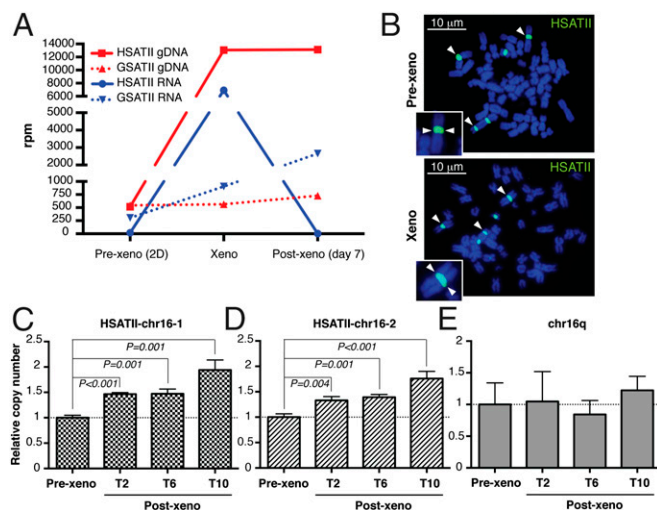 A
14000
12000
10000
8000
6000
4000
3000
2000
1000
1000
750
500
250
0
rpm
HSATII gDNA
GSATII gDNA
HSATII RNA
GSATII RNA
Pre-xeno (2D)
Xeno
Post-xeno (day 7)
B
10 μm
HSATII
Pre-xeno
10 μm
HSATII
Xeno
C
HSATII-chr16-1
Relative copy number
2.5
2
1.5
1
0.5
0
P=0.001
P=0.001
P<0.001
Pre-xeno
T2
T6
T10
Post-xeno
D
HSATII-chr16-2
2.5
2
1.5
1
0.5
0
P<0.001
P=0.001
P=0.004
Pre-xeno
T2
T6
T10
Post-xeno
E
chr16q
2
1.5
1
0.5
0
Pre-xeno
T2
T6
T10
Post-xeno